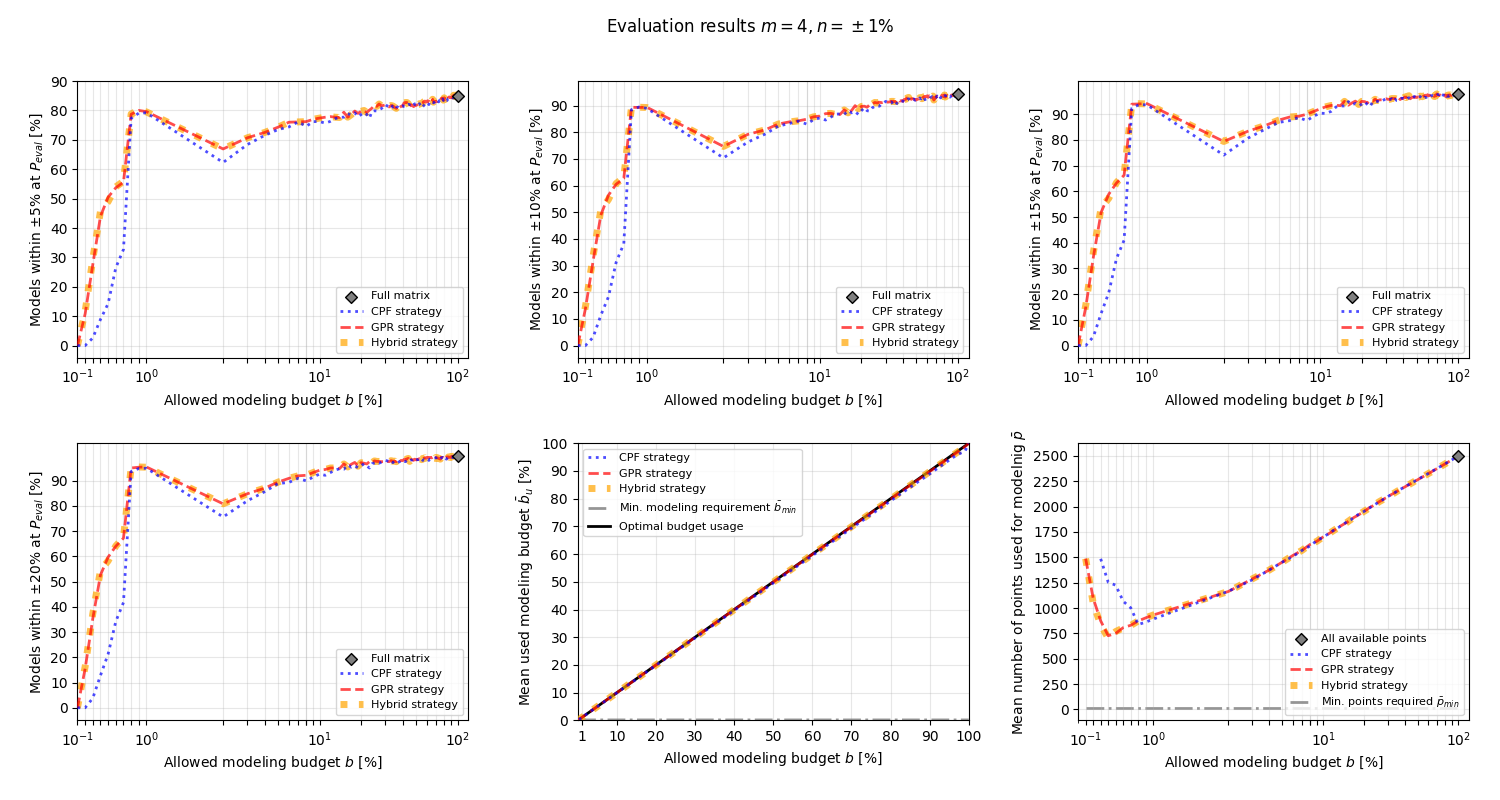 Evaluation results m = 4, n = ±1%
Models within ±5% at P_eval [%]
90
80
70
60
50
40
30
20
10
0
Full matrix
CPF strategy
GPR strategy
Hybrid strategy
10^-1
10^0
10^1
10^2
Allowed modeling budget b [%]
Models within ±10% at P_eval [%]
90
80
70
60
50
40
30
20
10
0
Full matrix
CPF strategy
GPR strategy
Hybrid strategy
10^-1
10^0
10^1
10^2
Allowed modeling budget b [%]
Models within ±15% at P_eval [%]
90
80
70
60
50
40
30
20
10
0
Full matrix
CPF strategy
GPR strategy
Hybrid strategy
10^-1
10^0
10^1
10^2
Allowed modeling budget b [%]
Models within ±20% at P_eval [%]
90
80
70
60
50
40
30
20
10
0
Full matrix
CPF strategy
GPR strategy
Hybrid strategy
10^-1
10^0
10^1
10^2
Allowed modeling budget b [%]
Mean used modeling budget b̄_u [%]
100
90
80
70
60
50
40
30
20
10
0
CPF strategy
GPR strategy
Hybrid strategy
Min. modeling requirement b̄_min
Optimal budget usage
1
10
20
30
40
50
60
70
80
90
100
Allowed modeling budget b [%]
Mean number of points used for modelnig p̄
2500
2250
2000
1750
1500
1250
1000
750
500
250
0
All available points
CPF strategy
GPR strategy
Hybrid strategy
Min. points required p̄_min
10^-1
10^0
10^1
10^2
Allowed modeling budget b [%]